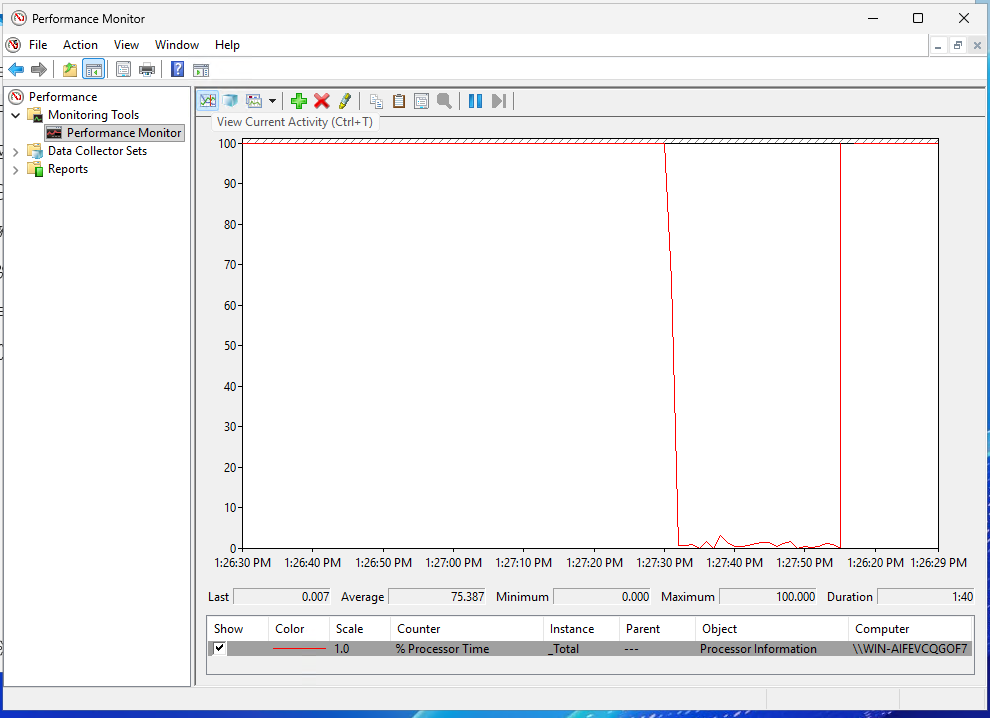 Performance Monitor
File Action View Window Help
Performance
Monitoring Tools
Performance Monitor
Data Collector Sets
Reports
View Current Activity (Ctrl+T)
100
90
80
70
60
50
40
30
20
10
0
1:26:30 PM 1:26:40 PM 1:26:50 PM 1:27:00 PM 1:27:10 PM 1:27:20 PM 1:27:30 PM 1:27:40 PM 1:27:50 PM 1:26:20 PM 1:26:29 PM
Last 0.007 Average 75.387 Minimum 0.000 Maximum 100.000 Duration 1:40
Show Color Scale Counter Instance Parent Object Computer
1.0 % Processor Time _Total --- Processor Information \\WIN-AIFEVCQGOF7